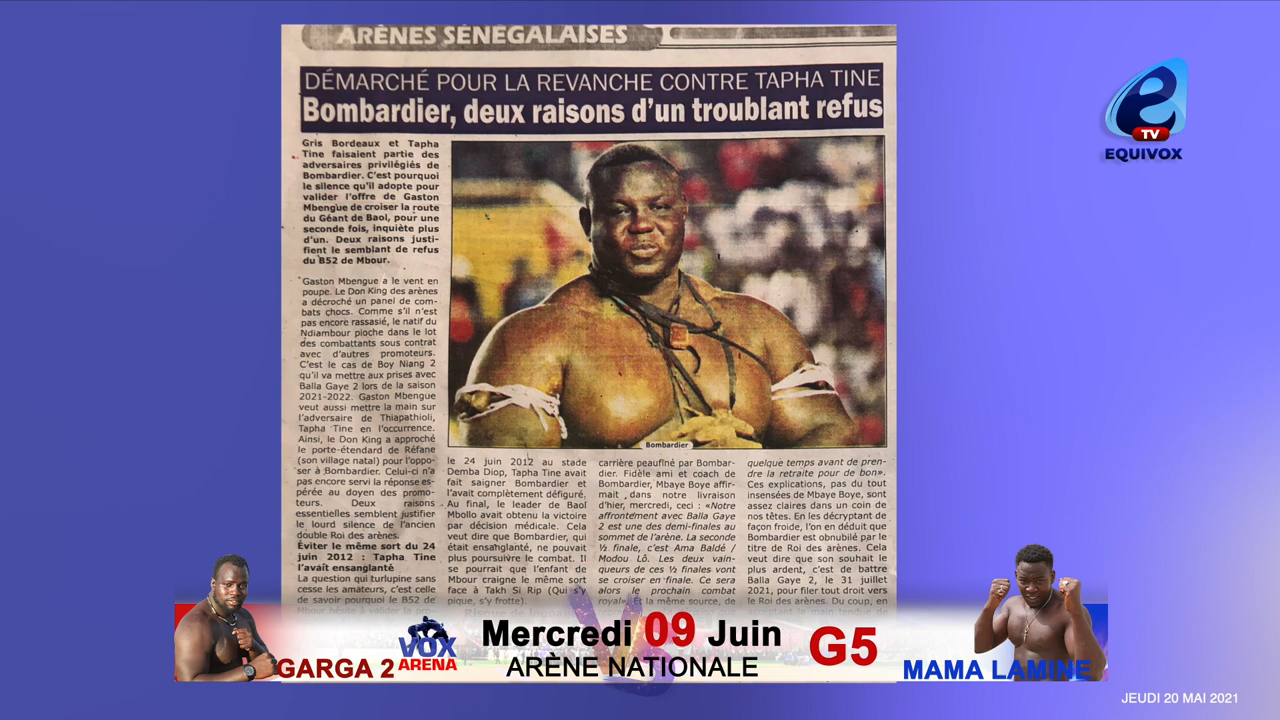 ARÈNES SÉNÉGALAISES
DÉMARCHÉ POUR LA REVANCHE CONTRE TAPHA TINE
Bombardier, deux raisons d'un troublant refus
Gris Bordeaux et Tapha
Tine faisaient partie des
adversaires privilégiés de
Bombardier. C'est pourquoi
le silence qu'il adopte pour
valider l'offre de Gaston
Mbengue de croiser la route
du Géant de Baol, pour une
seconde fois, inquiète plus
d'un. Deux raisons justi-
fient le semblant de refus
du B52 de Mbour.
Gaston Mbengue a le vent en
poupe. Le Don King des arènes
a décroché un panel de com-
bats chocs. Comme s'il n'est
pas encore rassasié, le natif du
Ndiambour pioche dans le lot
des combattants sous contrat
avec d'autres promoteurs.
C'est le cas de Boy Niang 2
qu'il va mettre aux prises avec
Balla Gaye 2 lors de la saison
2021-2022. Gaston Mbengue
veut aussi mettre la main sur
l'adversaire de Thiapathioli,
Tapha Tine en l'occurrence.
Ainsi, le Don King a approché
le porte-étendard de Réfane
(son village natal) pour l'oppo-
ser à Bombardier. Celui-ci n'a
pas encore servi la réponse es-
pérée au doyen des promo-
teurs. Deux raisons
essentielles semblent justifier
le lourd silence de l'ancien
double Roi des arènes.
Éviter le même sort du 24
juin 2012 : Tapha Tine
l'avait ensanglanté
La question qui turlupine sans
cesse les amateurs, c'est celle
de savoir pourquoi le B52 de
Bombardier
le 24 juin 2012 au stade
Demba Diop, Tapha Tine avait
fait saigner Bombardier et
l'avait complètement défiguré.
Au final, le leader de Baol
Mbollo avait obtenu la victoire
par décision médicale. Cela
veut dire que Bombardier, qui
était ensanglanté, ne pouvait
plus poursuivre le combat. Il
se pourrait que l'enfant de
Mbour craigne le même sort
face à Takh Si Rip (Qui s'y
pique, s'y frotte).
carrière peaufiné par Bombar-
dier. Fidèle ami et coach de
Bombardier, Mbaye Boye affir-
mait dans notre livraison
d'hier, mercredi, ceci : «Notre
affrontement avec Balla Gaye
2 est une des demi-finales au
sommet de l'arène. La seconde
½ finale, c'est Ama Baldé /
Modou Lô. Les deux vain-
queurs de ces ½ finales vont
se croiser en finale. Ce sera
alors le prochain combat
royal». Et la même source, de
quelque temps avant de pren-
dre la retraite pour de bon».
Ces explications, pas du tout
insensées de Mbaye Boye, sont
assez claires dans un coin de
nos têtes. En les décryptant de
façon froide, l'on en déduit que
Bombardier est obnubilé par le
titre de Roi des arènes. Cela
veut dire que son souhait le
plus ardent, c'est de battre
Balla Gaye 2, le 31 juillet
2021, pour filer tout droit vers
le Roi des arènes. Du coup, en
e
TV
EQUIVOX
GARGA 2
VOX
ARENA
Mercredi 09 Juin
ARÈNE NATIONALE
G5
MAMA LAMINE
JEUDI 20 MAI 2021